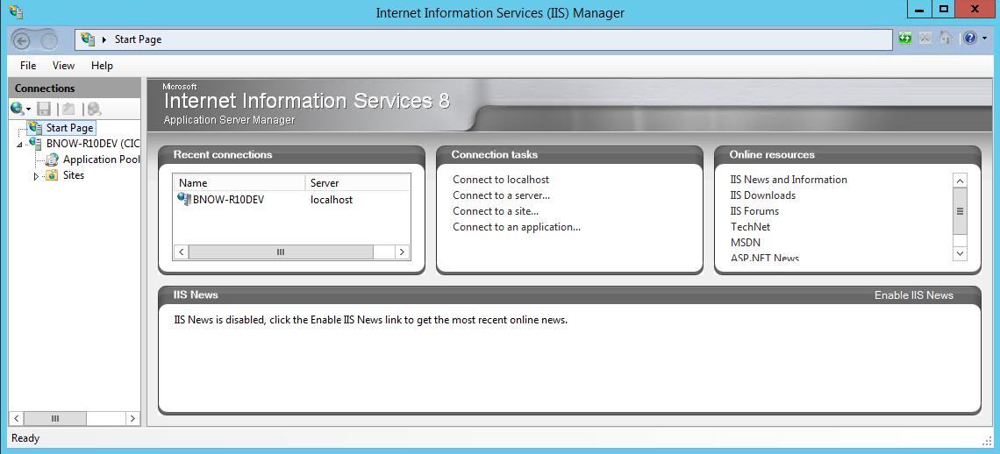 Internet Information Services (IIS) Manager
Start Page
File View Help
Connections
Start Page
BNOW-R10DEV (CIC
Application Pool
Sites
Microsoft
Internet Information Services 8
Application Server Manager
Recent connections
Name Server
BNOW-R10DEV localhost
Connection tasks
Connect to localhost
Connect to a server...
Connect to a site...
Connect to an application...
Online resources
IIS News and Information
IIS Downloads
IIS Forums
TechNet
MSDN
ASP.NET News
IIS News
Enable IIS News
IIS News is disabled, click the Enable IIS News link to get the most recent online news.
Ready